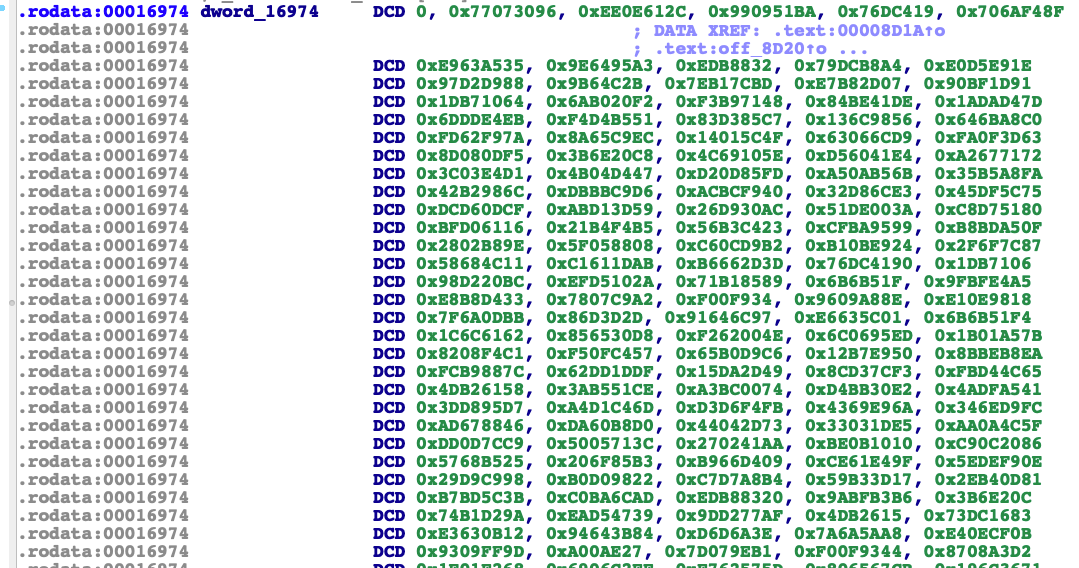 .rodata:00016974 dword_16974 DCD 0, 0x77073096, 0xEE0E612C, 0x990951BA, 0x76DC419, 0x706AF48F
.rodata:00016974 ; DATA XREF: .text:00008D1A↑o
.rodata:00016974 ; .text:off_8D20↑o ...
.rodata:00016974 DCD 0xE963A535, 0x9E6495A3, 0xEDB8832, 0x79DCB8A4, 0xE0D5E91E
.rodata:00016974 DCD 0x97D2D988, 0x9B64C2B, 0x7EB17CBD, 0xE7B82D07, 0x90BF1D91
.rodata:00016974 DCD 0x1DB71064, 0x6AB020F2, 0xF3B97148, 0x84BE41DE, 0x1ADAD47D
.rodata:00016974 DCD 0x6DDDE4EB, 0xF4D4B551, 0x83D385C7, 0x136C9856, 0x646BA8C0
.rodata:00016974 DCD 0xFD62F97A, 0x8A65C9EC, 0x14015C4F, 0x63066CD9, 0xFA0F3D63
.rodata:00016974 DCD 0x8D080DF5, 0x3B6E20C8, 0x4C69105E, 0xD56041E4, 0xA2677172
.rodata:00016974 DCD 0x3C03E4D1, 0x4B04D447, 0xD20D85FD, 0xA50AB56B, 0x35B5A8FA
.rodata:00016974 DCD 0x42B2986C, 0xDBBBC9D6, 0xACBCF940, 0x32D86CE3, 0x45DF5C75
.rodata:00016974 DCD 0xDCD60DCF, 0xABD13D59, 0x26D930AC, 0x51DE003A, 0xC8D75180
.rodata:00016974 DCD 0xBFD06116, 0x21B4F4B5, 0x56B3C423, 0xCFBA9599, 0xB8BDA50F
.rodata:00016974 DCD 0x2802B89E, 0x5F058808, 0xC60CD9B2, 0xB10BE924, 0x2F6F7C87
.rodata:00016974 DCD 0x58684C11, 0xC1611DAB, 0xB6662D3D, 0x76DC4190, 0x1DB7106
.rodata:00016974 DCD 0x98D220BC, 0xEFD5102A, 0x71B18589, 0x6B6B51F, 0x9FBFE4A5
.rodata:00016974 DCD 0xE8B8D433, 0x7807C9A2, 0xF00F934, 0x9609A88E, 0xE10E9818
.rodata:00016974 DCD 0x7F6A0DBB, 0x86D3D2D, 0x91646C97, 0xE6635C01, 0x6B6B51F4
.rodata:00016974 DCD 0x1C6C6162, 0x856530D8, 0xF262004E, 0x6C0695ED, 0x1B01A57B
.rodata:00016974 DCD 0x8208F4C1, 0xF50FC457, 0x65B0D9C6, 0x12B7E950, 0x8BBEB8EA
.rodata:00016974 DCD 0xFCB9887C, 0x62DD1DDF, 0x15DA2D49, 0x8CD37CF3, 0xFBD44C65
.rodata:00016974 DCD 0x4DB26158, 0x3AB551CE, 0xA3BC0074, 0xD4BB30E2, 0x4ADFA541
.rodata:00016974 DCD 0x3DD895D7, 0xA4D1C46D, 0xD3D6F4FB, 0x4369E96A, 0x346ED9FC
.rodata:00016974 DCD 0xAD678846, 0xDA60B8D0, 0x44042D73, 0x33031DE5, 0xAA0A4C5F
.rodata:00016974 DCD 0xDD0D7CC9, 0x5005713C, 0x270241AA, 0xBE0B1010, 0xC90C2086
.rodata:00016974 DCD 0x5768B525, 0x206F85B3, 0xB966D409, 0xCE61E49F, 0x5EDEF90E
.rodata:00016974 DCD 0x29D9C998, 0xB0D09822, 0xC7D7A8B4, 0x59B33D17, 0x2EB40D81
.rodata:00016974 DCD 0xB7BD5C3B, 0xC0BA6CAD, 0xEDB88320, 0x9ABFB3B6, 0x3B6E20C
.rodata:00016974 DCD 0x74B1D29A, 0xEAD54739, 0x9DD277AF, 0x4DB2615, 0x73DC1683
.rodata:00016974 DCD 0xE3630B12, 0x94643B84, 0xD6D6A3E, 0x7A6A5AA8, 0xE40ECF0B
.rodata:00016974 DCD 0x9309FF9D, 0xA00AE27, 0x7D079EB1, 0xF00F9344, 0x8708A3D2